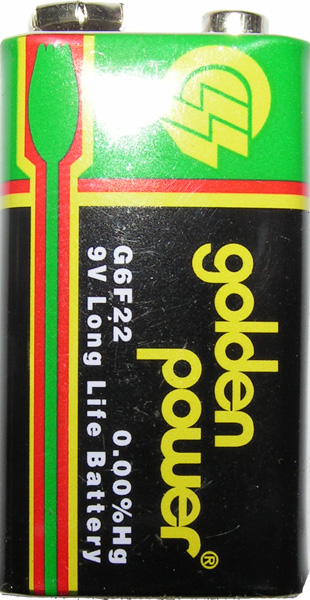 golden
power®
G6F22 0.00%Hg
9V Long Life Battery